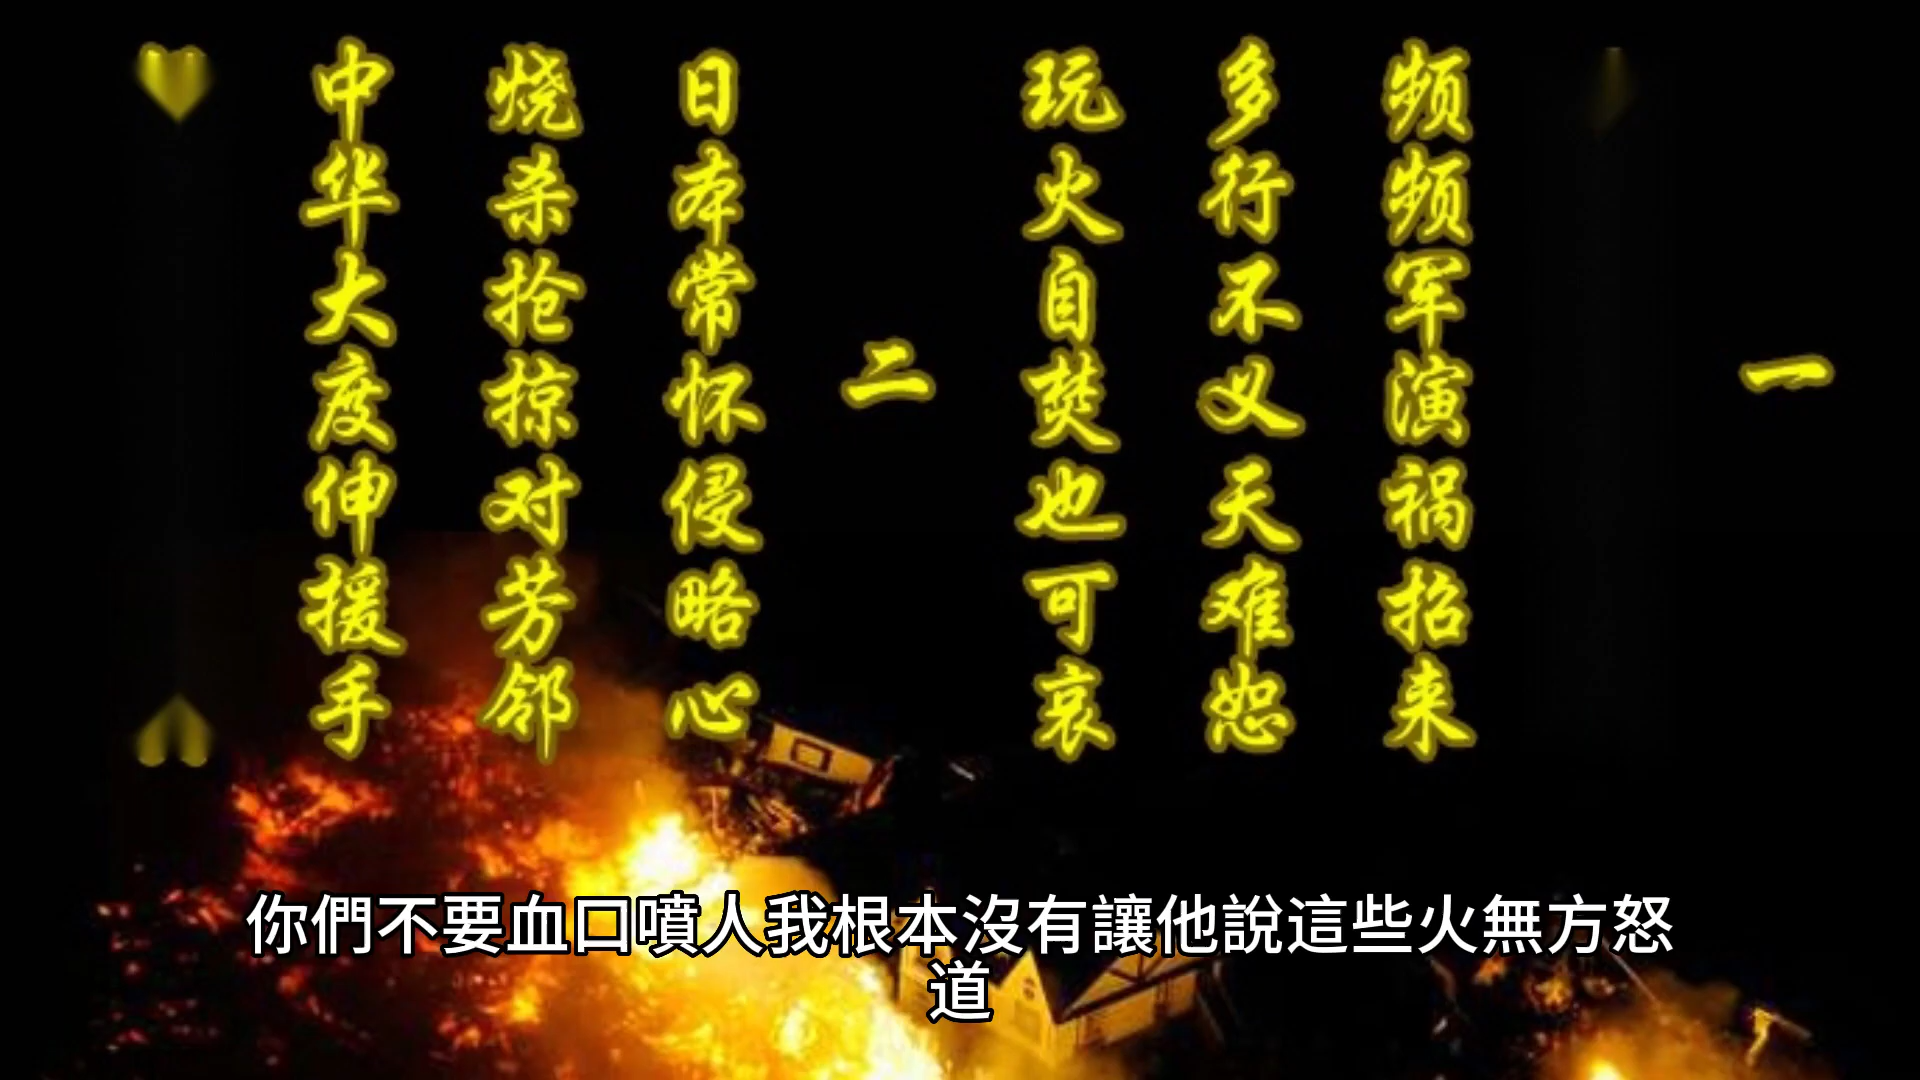 一
频频军演祸招来
多行不义天难恕
玩火自焚也可哀
二
日本常怀侵略心
烧杀抢掠对芳邻
中华大度伸援手
你們不要血口噴人我根本沒有讓他說這些火無方怒
道